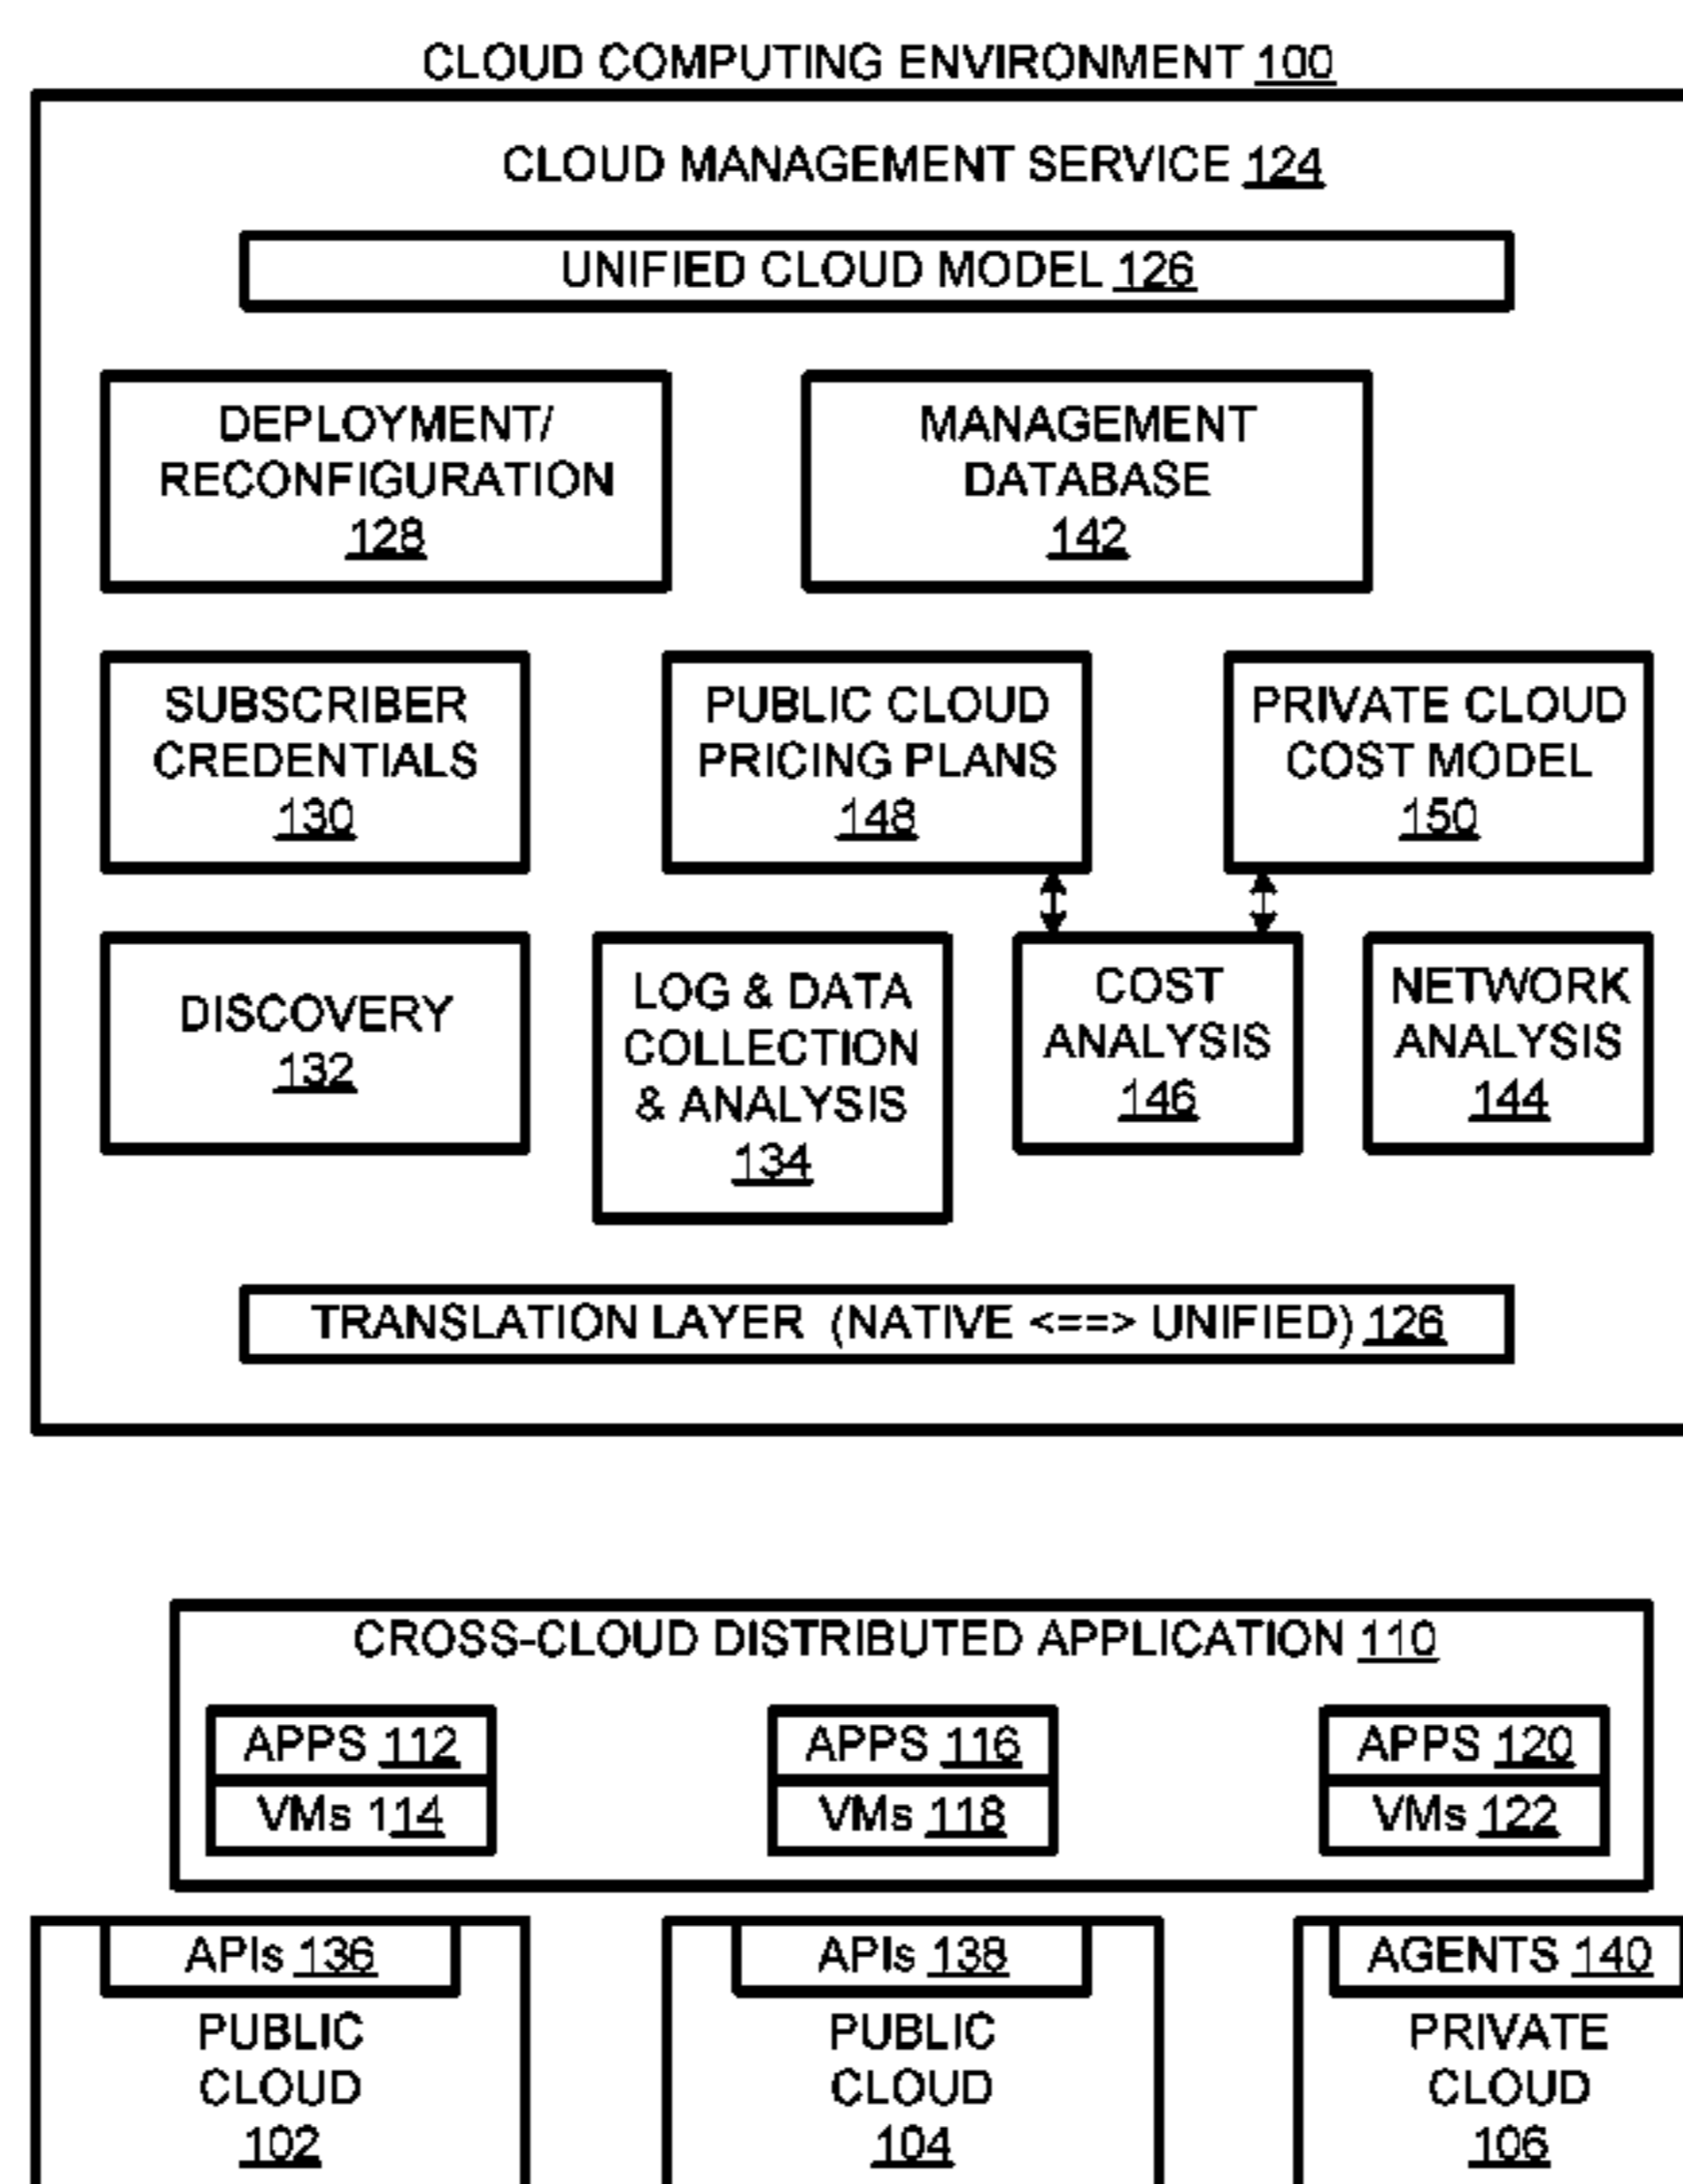 CLOUD COMPUTING ENVIRONMENT 100
CLOUD MANAGEMENT SERVICE 124
UNIFIED CLOUD MODEL 126
DEPLOYMENT/
RECONFIGURATION
128
MANAGEMENT
DATABASE
142
SUBSCRIBER
CREDENTIALS
130
PUBLIC CLOUD
PRICING PLANS
148
PRIVATE CLOUD
COST MODEL
150
DISCOVERY
132
LOG & DATA
COLLECTION
& ANALYSIS
134
COST
ANALYSIS
146
NETWORK
ANALYSIS
144
TRANSLATION LAYER (NATIVE <==> UNIFIED) 126
CROSS-CLOUD DISTRIBUTED APPLICATION 110
APPS 112
VMs 114
APPS 116
VMs 118
APPS 120
VMs 122
APIs 136
PUBLIC
CLOUD
102
APIs 138
PUBLIC
CLOUD
104
AGENTS 140
PRIVATE
CLOUD
106